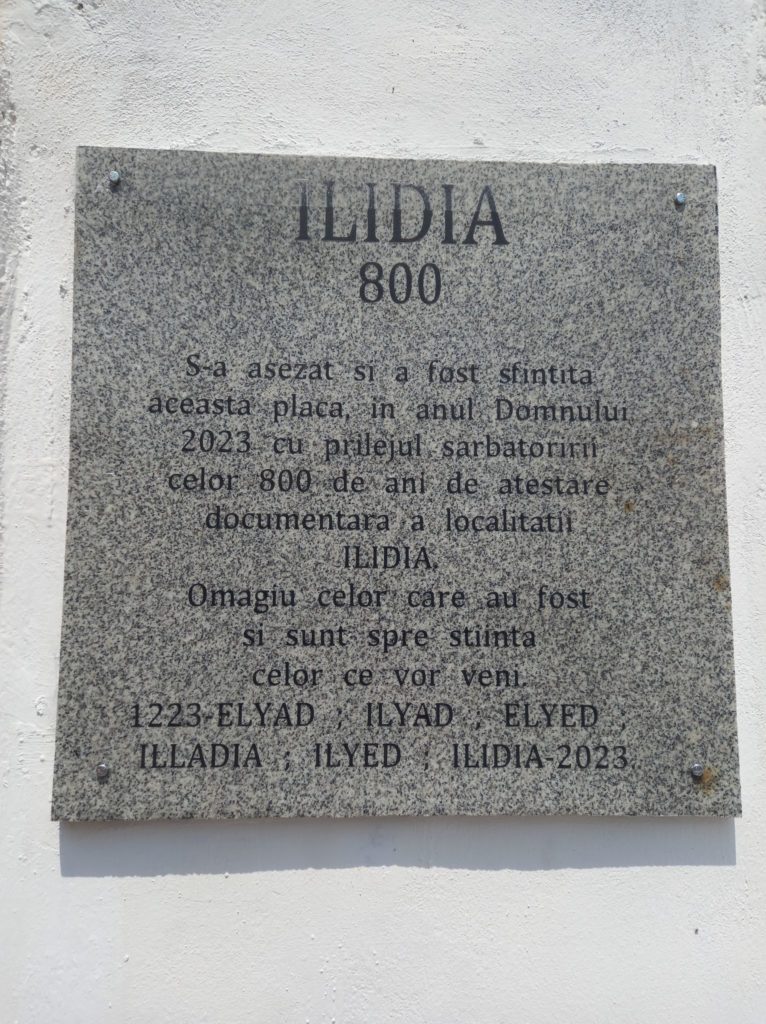 ILIDIA
800
S-a asezat si a fost sfintita
aceasta placa, in anul Domnului
2023 cu prilejul sarbatoririi
celor 800 de ani de atestare
documentara a localitatii
ILIDIA.
Omagiu celor care au fost
si sunt spre stiinta
celor ce vor veni.
1223-ELYAD ; ILYAD , ELYED ,
ILLADIA ; ILYED ; ILIDIA-2023.